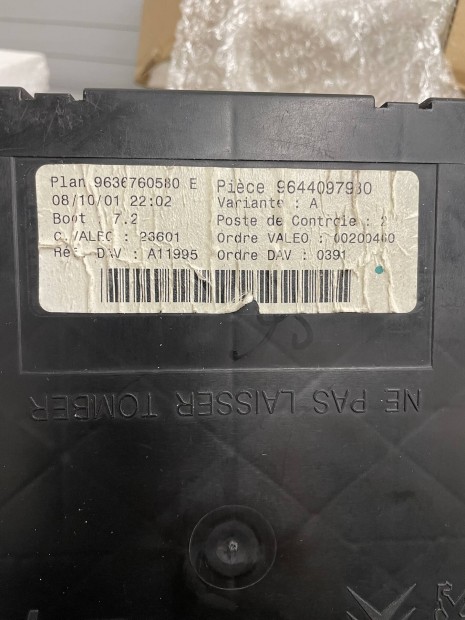 Plan 9636760580 E Pièce 9644097980
08/10/01 22:02 Variante : A
Boot 7.2 Poste de Controle : 2
C.VALEO : 23601 Ordre VALEO : 00200460
Ré DAV : A11995 Ordre DAV : 0391
NE PAS LAISSER TOMBER